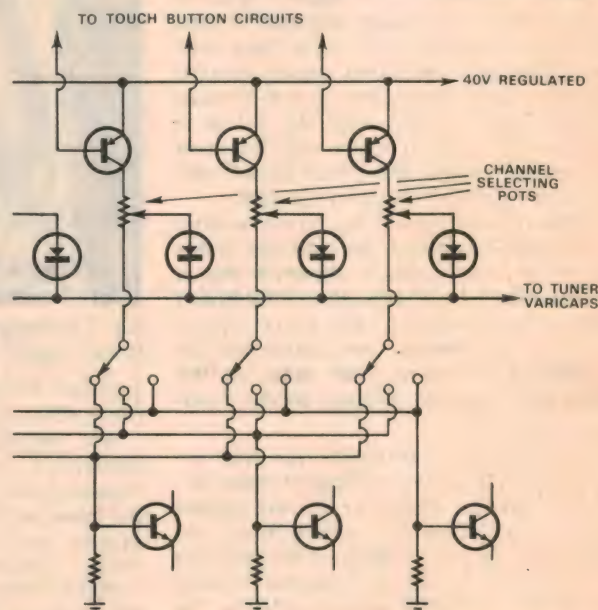 TO TOUCH BUTTON CIRCUITS
40V REGULATED
CHANNEL
SELECTING
POTS
TO TUNER
VARICAPS